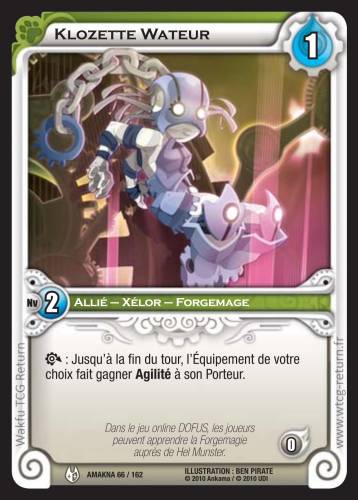 Klozette Wateur
1
Nv 2
Allié – Xélor – Forgemage
: Jusqu'à la fin du tour, l'Équipement de votre
choix fait gagner Agilité à son Porteur.
Dans le jeu online DOFUS, les joueurs
peuvent apprendre la Forgemagie
auprès de Hel Munster.
0
Wakfu TCG Return
www.wtcg-return.fr
AMAKNA 66 / 162
ILLUSTRATION : BEN PIRATE
© 2010 Ankama / © 2010 UDI